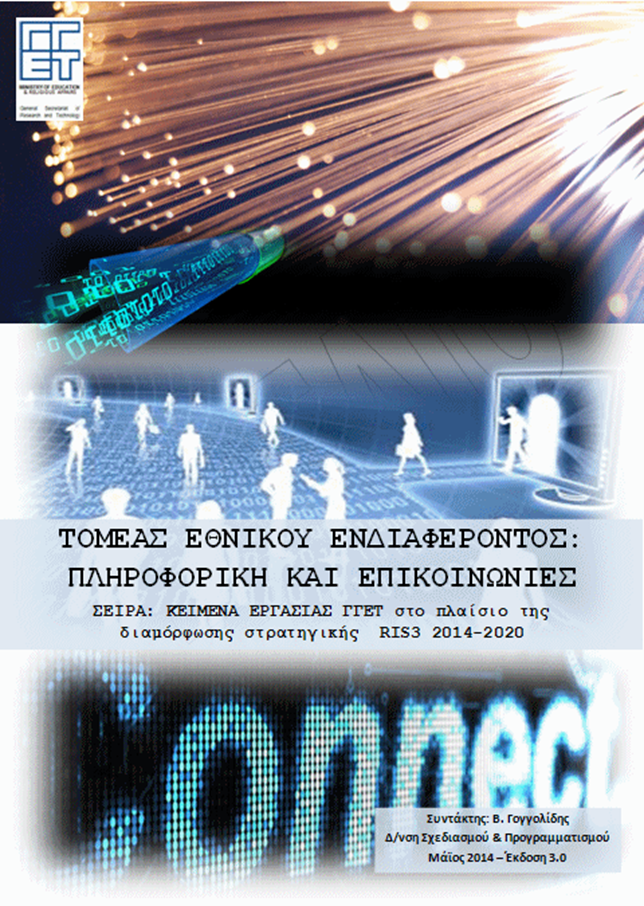 ΓΓΕΤ
MINISTRY OF EDUCATION
& RELIGIOUS AFFAIRS
General Secretariat of
Research and Technology
ΤΟΜΕΑΣ ΕΘΝΙΚΟΥ ΕΝΔΙΑΦΕΡΟΝΤΟΣ:
ΠΛΗΡΟΦΟΡΙΚΗ ΚΑΙ ΕΠΙΚΟΙΝΩΝΙΕΣ
ΣΕΙΡΑ: ΚΕΙΜΕΝΑ ΕΡΓΑΣΙΑΣ ΓΓΕΤ στο πλαίσιο της
διαμόρφωσης στρατηγικής RIS3 2014-2020
Connect
Συντάκτης: Β. Γογγολίδης
Δ/νση Σχεδιασμού & Προγραμματισμού
Μάϊος 2014 – Έκδοση 3.0